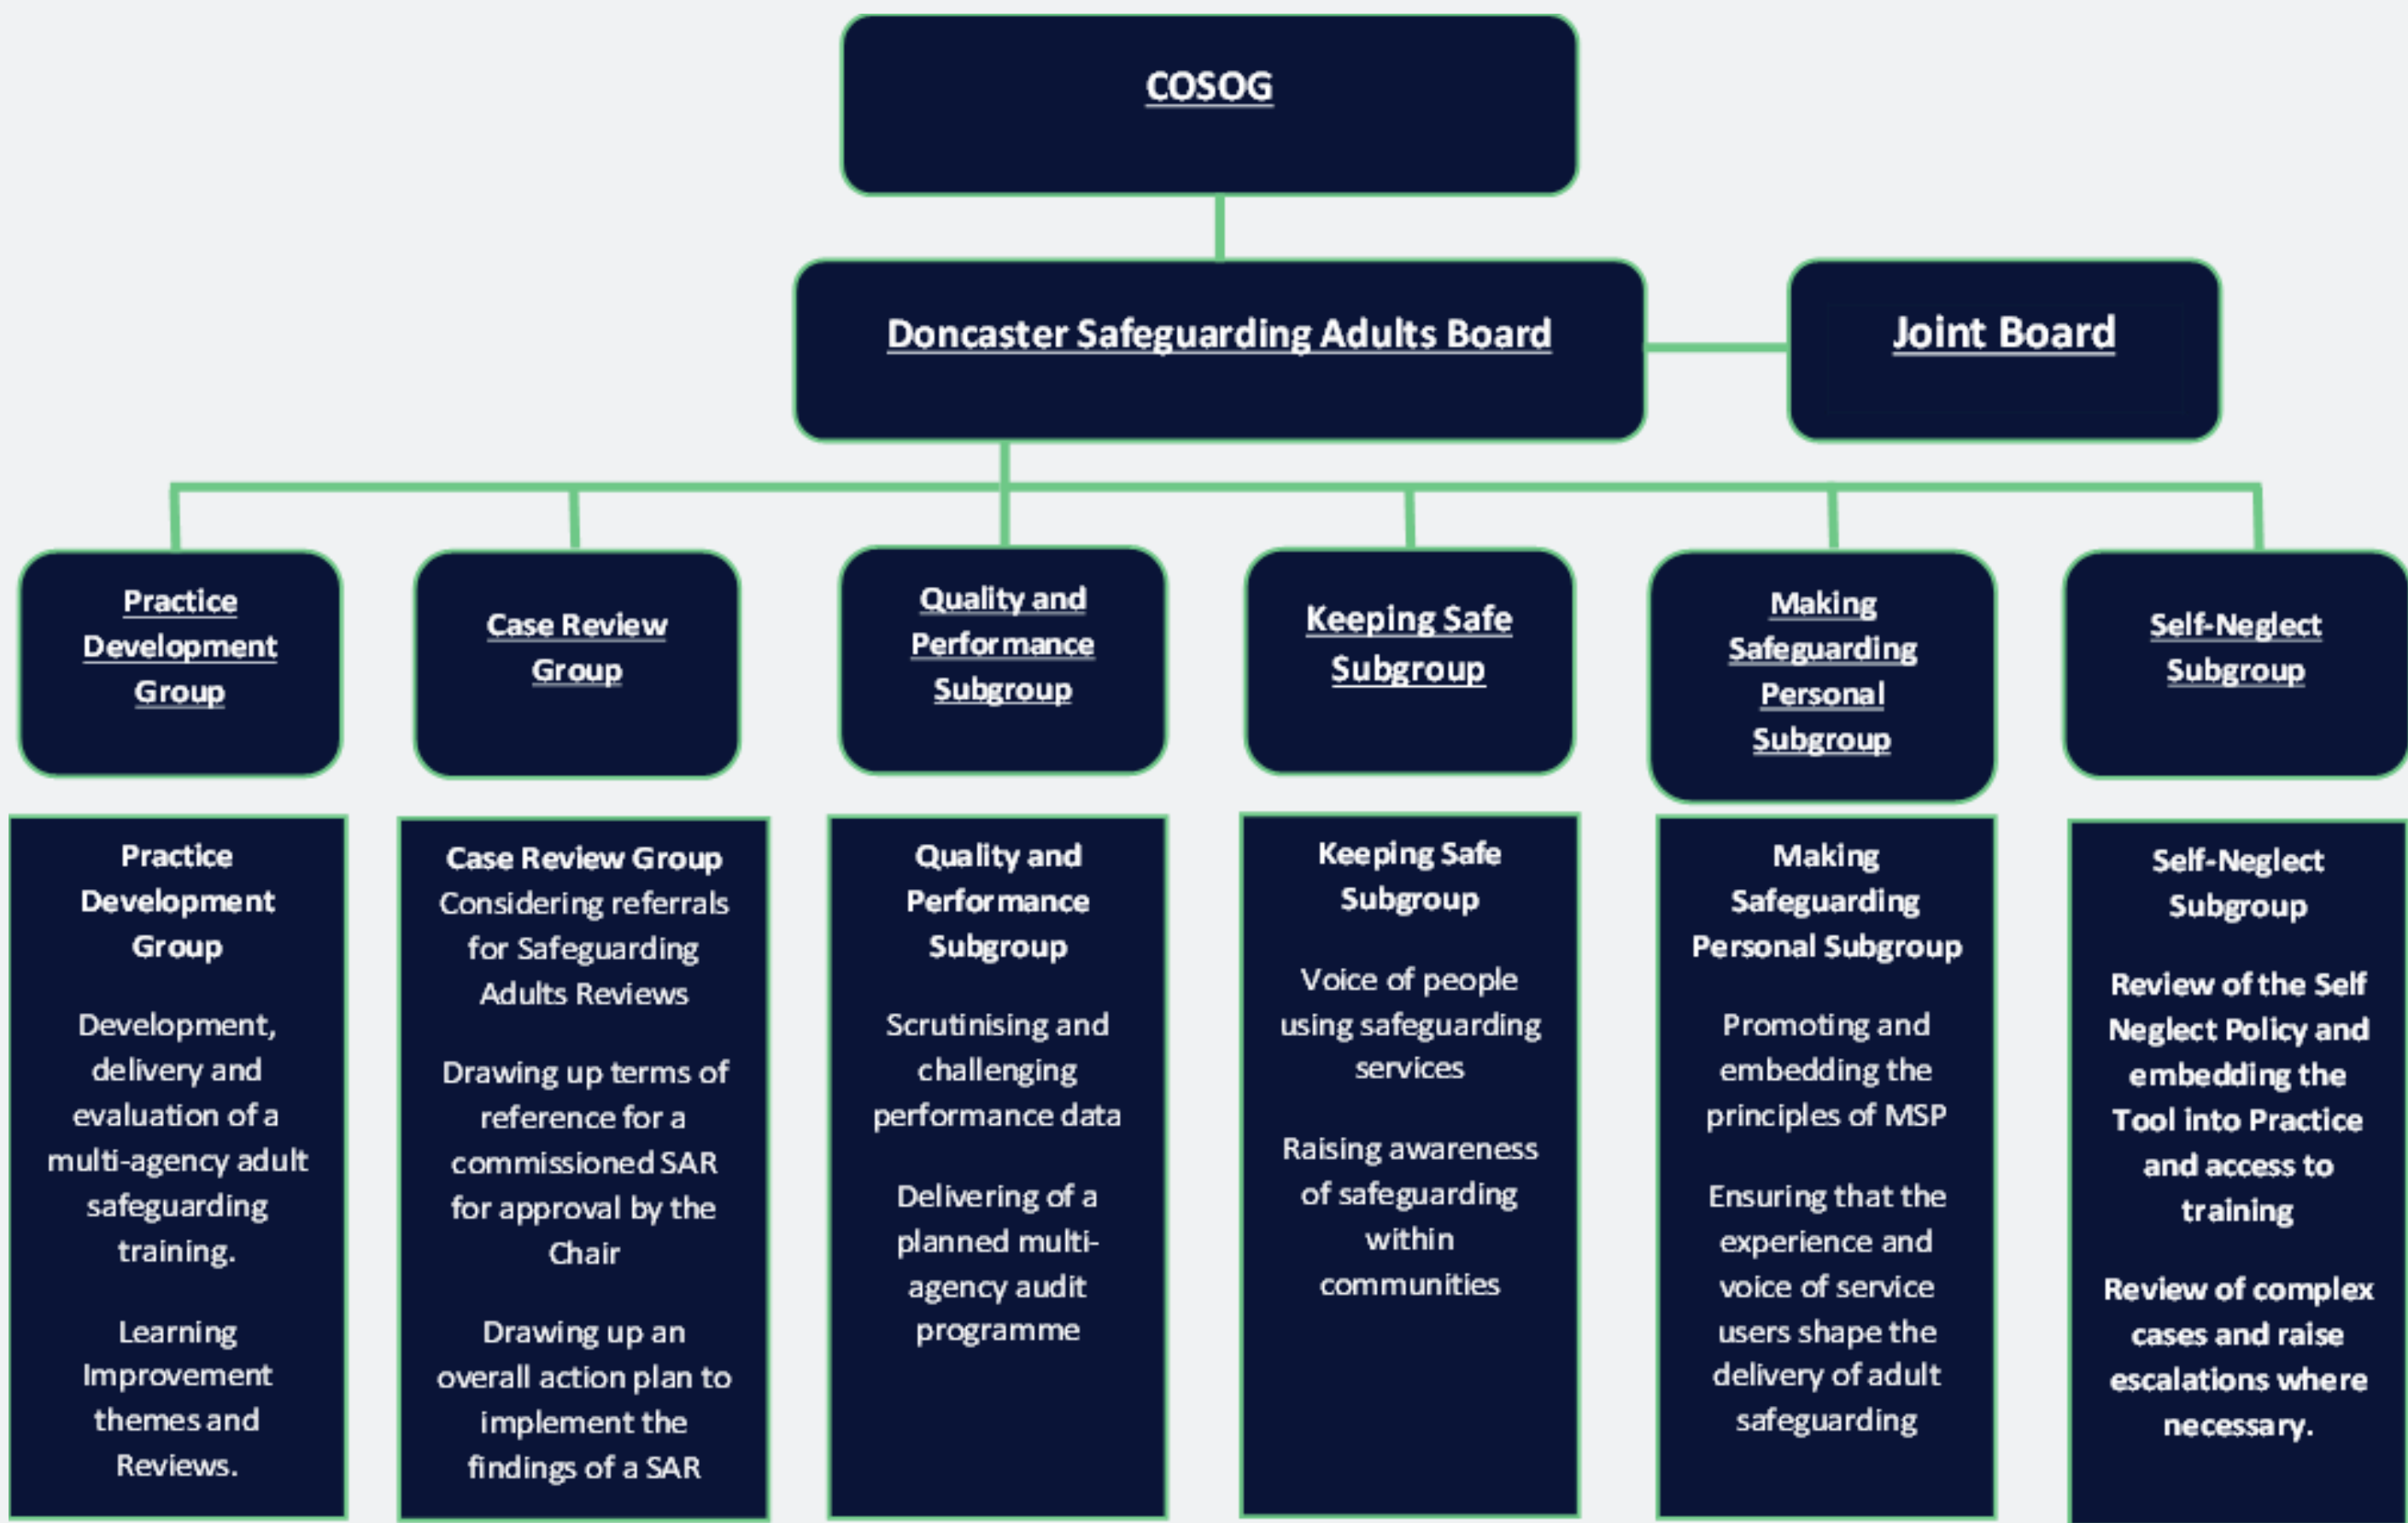 COSOG
Doncaster Safeguarding Adults Board
Joint Board
Practice
Development
Group
Case Review
Group
Quality and
Performance
Subgroup
Keeping Safe
Subgroup
Making
Safeguarding
Personal
Subgroup
Self-Neglect
Subgroup
Practice
Development
Group
Development,
delivery and
evaluation of a
multi-agency adult
safeguarding
training.
Learning
Improvement
themes and
Reviews.
Case Review Group
Considering referrals
for Safeguarding
Adults Reviews
Drawing up terms of
reference for a
commissioned SAR
for approval by the
Chair
Drawing up an
overall action plan to
implement the
findings of a SAR
Quality and
Performance
Subgroup
Scrutinising and
challenging
performance data
Delivering of a
planned multi-
agency audit
programme
Keeping Safe
Subgroup
Voice of people
using safeguarding
services
Raising awareness
of safeguarding
within
communities
Making
Safeguarding
Personal Subgroup
Promoting and
embedding the
principles of MSP
Ensuring that the
experience and
voice of service
users shape the
delivery of adult
safeguarding
Self-Neglect
Subgroup
Review of the Self
Neglect Policy and
embedding the
Tool into Practice
and access to
training
Review of complex
cases and raise
escalations where
necessary.